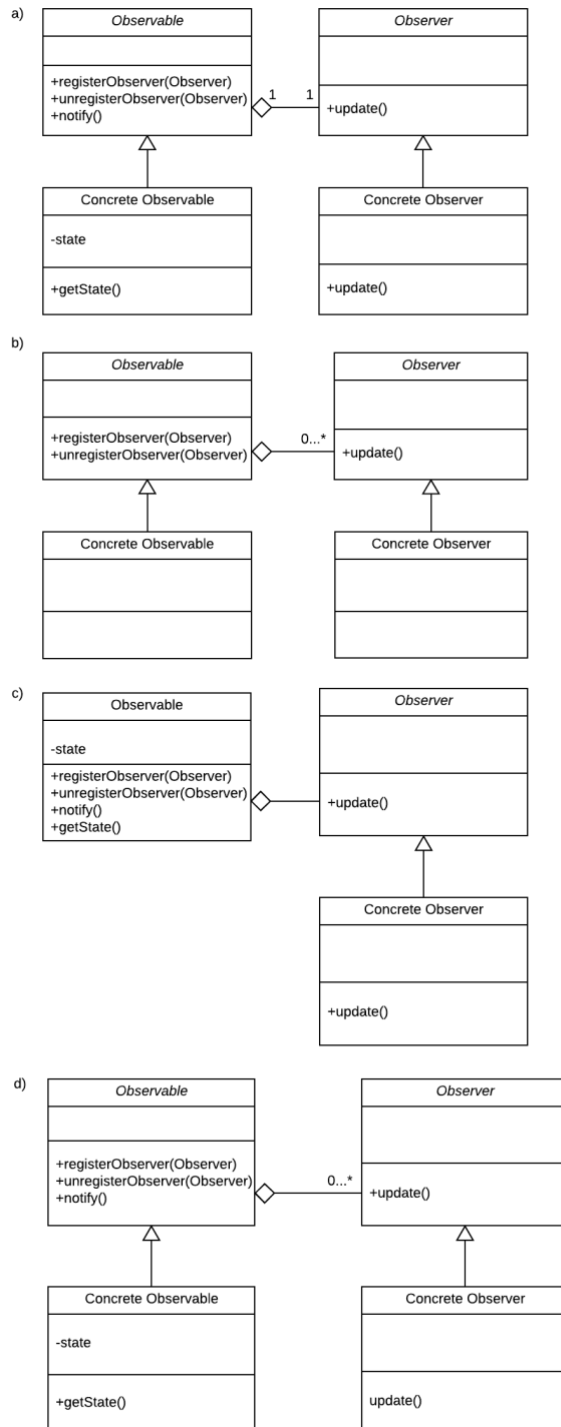 a)
Observable
+registerObserver(Observer)
+unregisterObserver(Observer)
+notify()
1
1
Observer
+update()
Concrete Observable
-state
+getState()
Concrete Observer
+update()
b)
Observable
+registerObserver(Observer)
+unregisterObserver(Observer)
0...*
Observer
+update()
Concrete Observable
Concrete Observer
c)
Observable
-state
+registerObserver(Observer)
+unregisterObserver(Observer)
+notify()
+getState()
Observer
+update()
Concrete Observer
+update()
d)
Observable
+registerObserver(Observer)
+unregisterObserver(Observer)
+notify()
0...*
Observer
+update()
Concrete Observable
-state
+getState()
Concrete Observer
update()